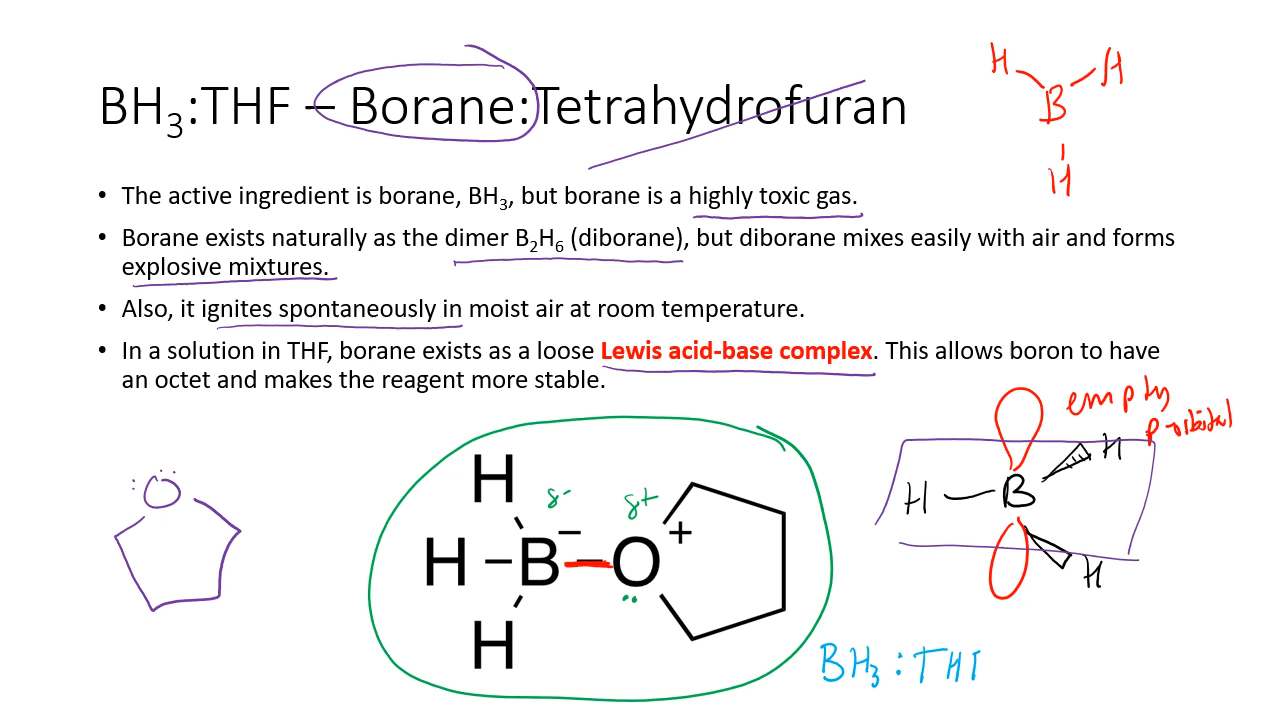 BH₃:THF – Borane:Tetrahydrofuran
H
H
B
H
• The active ingredient is borane, BH₃, but borane is a highly toxic gas.
• Borane exists naturally as the dimer B₂H₆ (diborane), but diborane mixes easily with air and forms
explosive mixtures.
• Also, it ignites spontaneously in moist air at room temperature.
• In a solution in THF, borane exists as a loose Lewis acid-base complex. This allows boron to have
an octet and makes the reagent more stable.
empty
p orbital
:Ö
H
δ- δ+
H–B⁻–O⁺
H
H
H–B
H
BH₃:THF